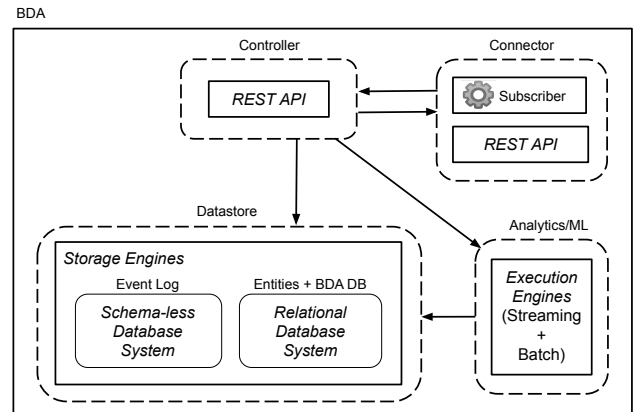 BDA
Controller
REST API
Connector
Subscriber
REST API
Datastore
Storage Engines
Event Log
Schema-less
Database
System
Entities + BDA DB
Relational
Database
System
Analytics/ML
Execution
Engines
(Streaming
+
Batch)